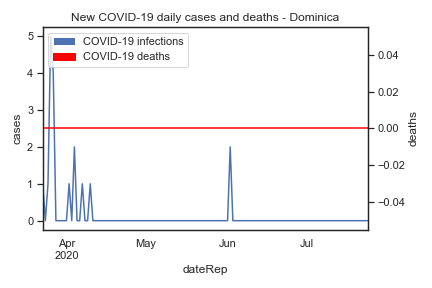 New COVID-19 daily cases and deaths - Dominica
COVID-19 infections
COVID-19 deaths
5
4
3
2
1
0
cases
0.04
0.02
0.00
−0.02
−0.04
deaths
Apr
2020
May
Jun
Jul
dateRep